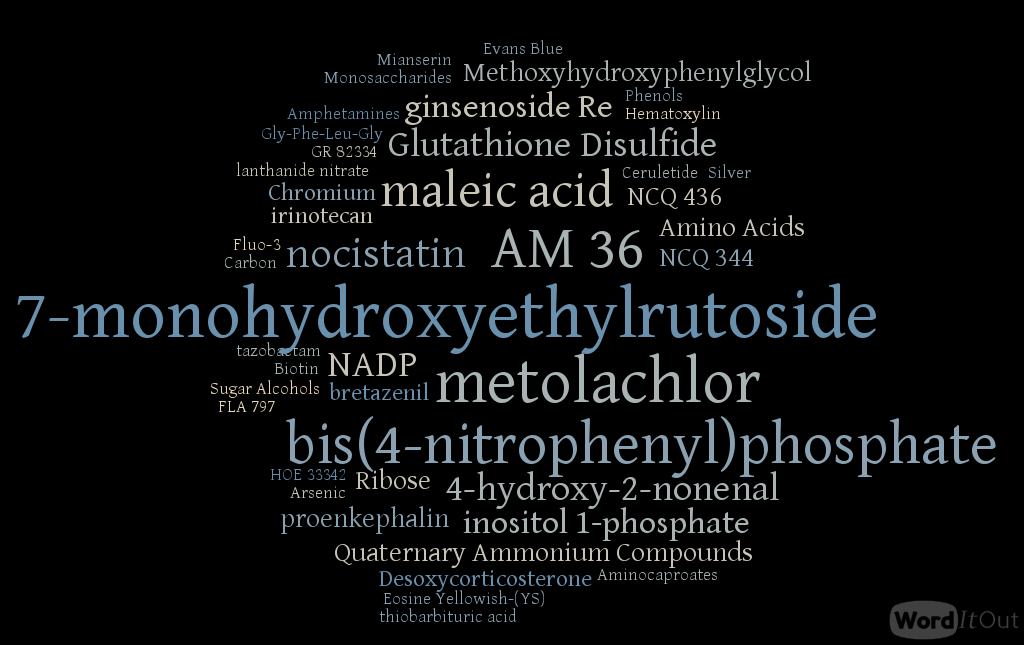 Evans Blue
Mianserin
Monosaccharides
Methoxyhydroxyphenylglycol
Amphetamines
ginsenoside Re
Phenols
Hematoxylin
Gly-Phe-Leu-Gly
GR 82334
Glutathione Disulfide
lanthanide nitrate
Chromium
irinotecan
maleic acid
Ceruletide
Silver
NCQ 436
Fluo-3
Carbon
nocistatin
AM 36
Amino Acids
NCQ 344
7-monohydroxyethylrutoside
tazobactam
Biotin
NADP
Sugar Alcohols
FLA 797
bretazenil
metolachlor
bis(4-nitrophenyl)phosphate
HOE 33342
Arsenic
Ribose
4-hydroxy-2-nonenal
proenkephalin
inositol 1-phosphate
Quaternary Ammonium Compounds
Desoxycorticosterone
Aminocaproates
Eosine Yellowish-(YS)
thiobarbituric acid
WordItOut